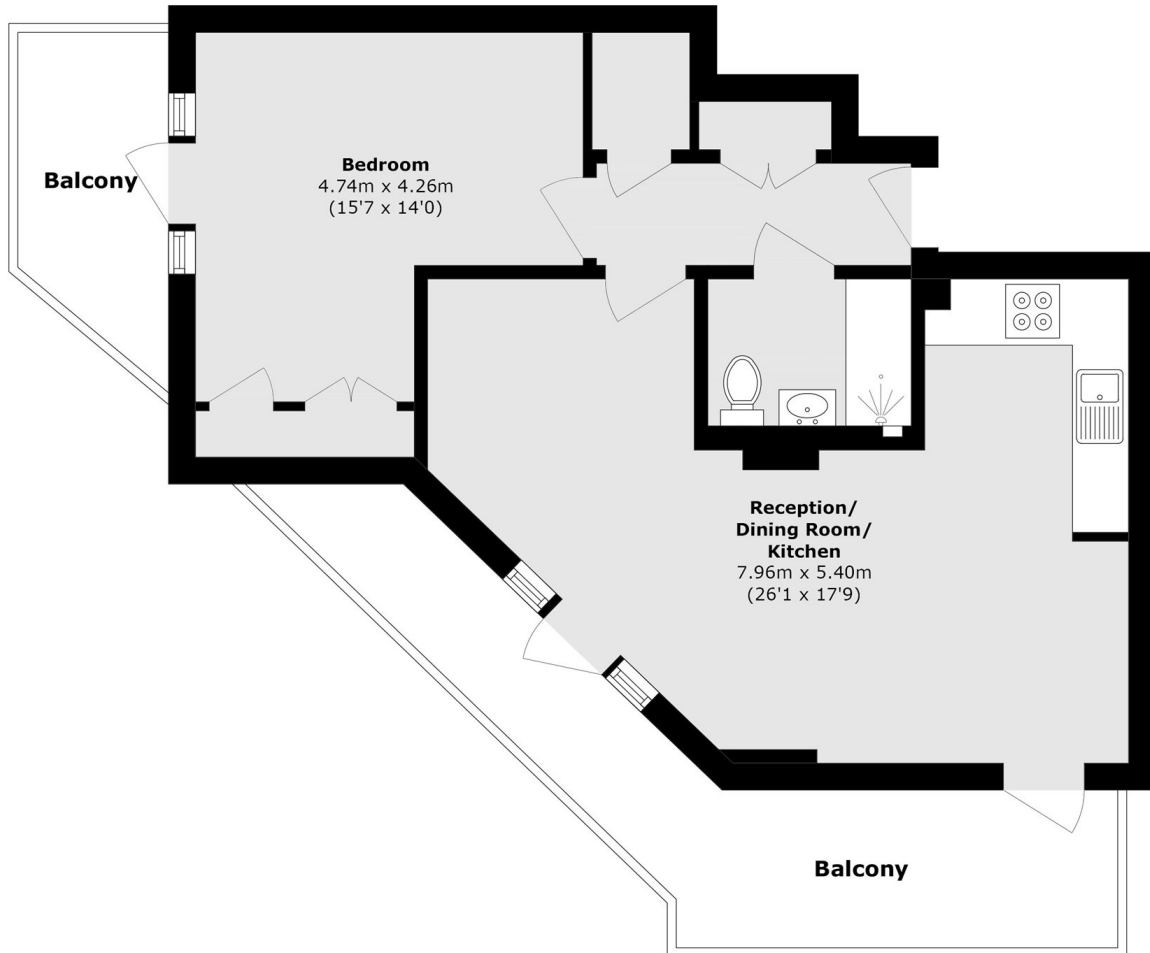 Balcony
Bedroom
4.74m x 4.26m
(15'7 x 14'0)
Reception/
Dining Room/
Kitchen
7.96m x 5.40m
(26'1 x 17'9)
Balcony